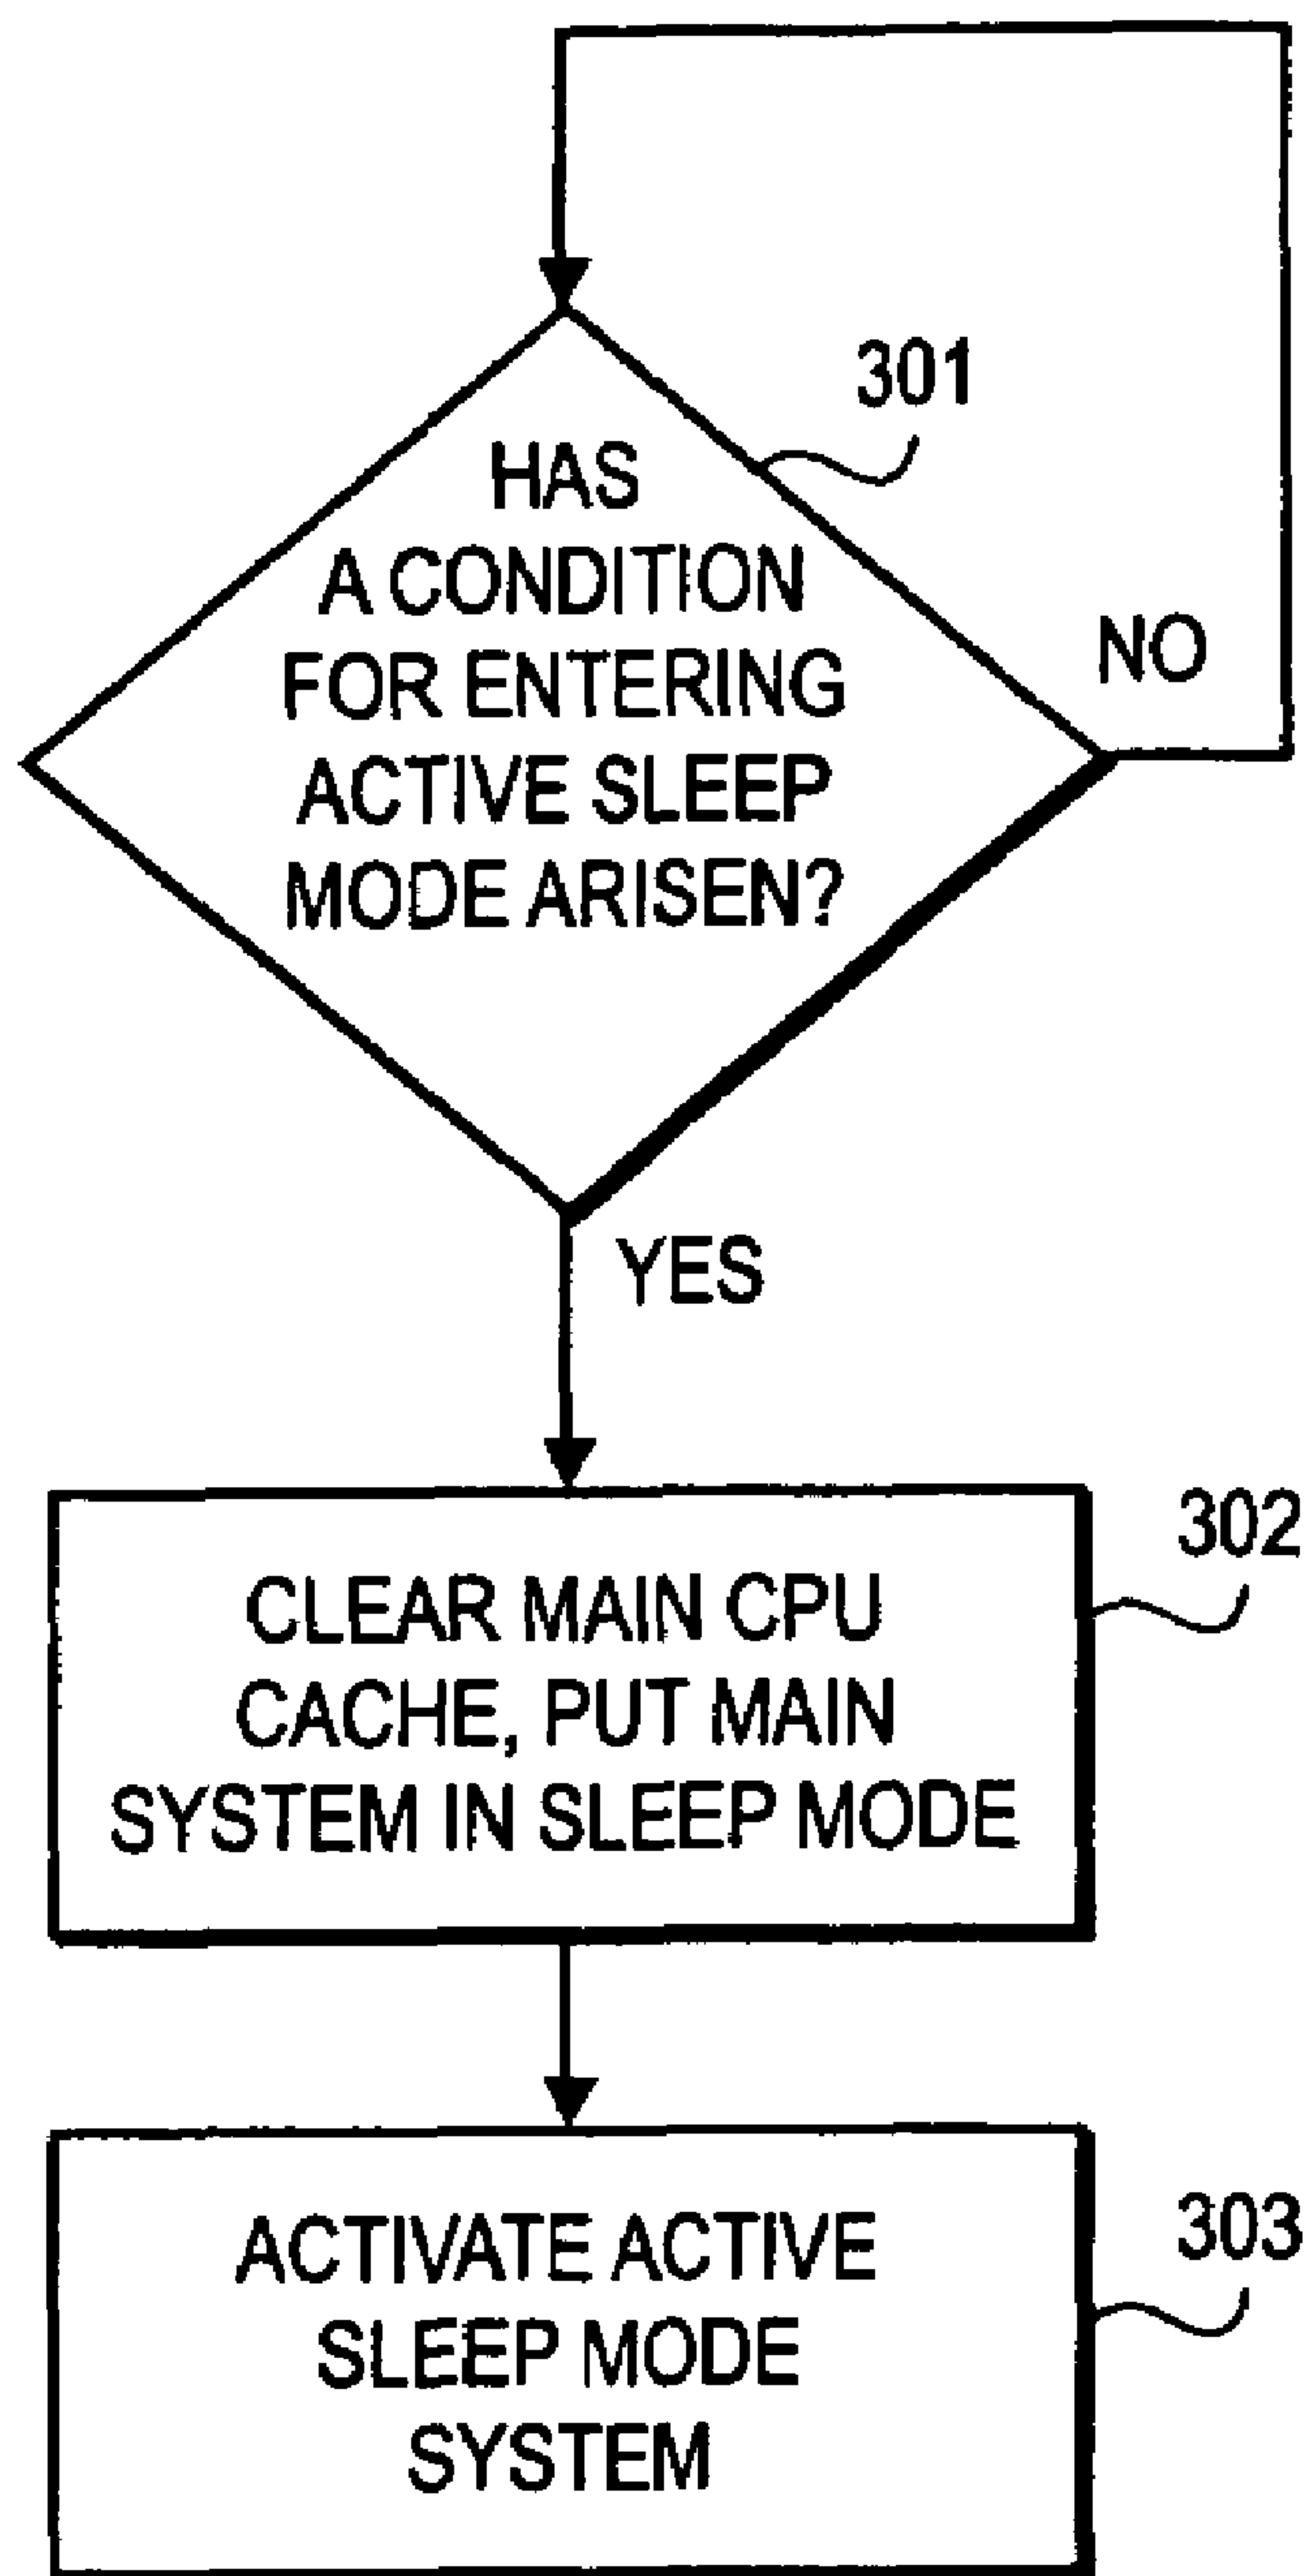 301
HAS
A CONDITION
FOR ENTERING
ACTIVE SLEEP
MODE ARISEN?
NO
YES
302
CLEAR MAIN CPU
CACHE, PUT MAIN
SYSTEM IN SLEEP MODE
303
ACTIVATE ACTIVE
SLEEP MODE
SYSTEM